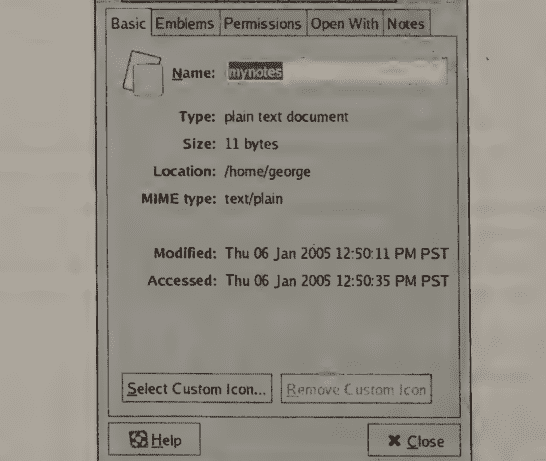 Basic Emblems Permissions Open With Notes
Name: mynotes
Type: plain text document
Size: 11 bytes
Location: /home/george
MIME type: text/plain
Modified: Thu 06 Jan 2005 12:50:11 PM PST
Accessed: Thu 06 Jan 2005 12:50:35 PM PST
Select Custom Icon... Remove Custom Icon
Help Close